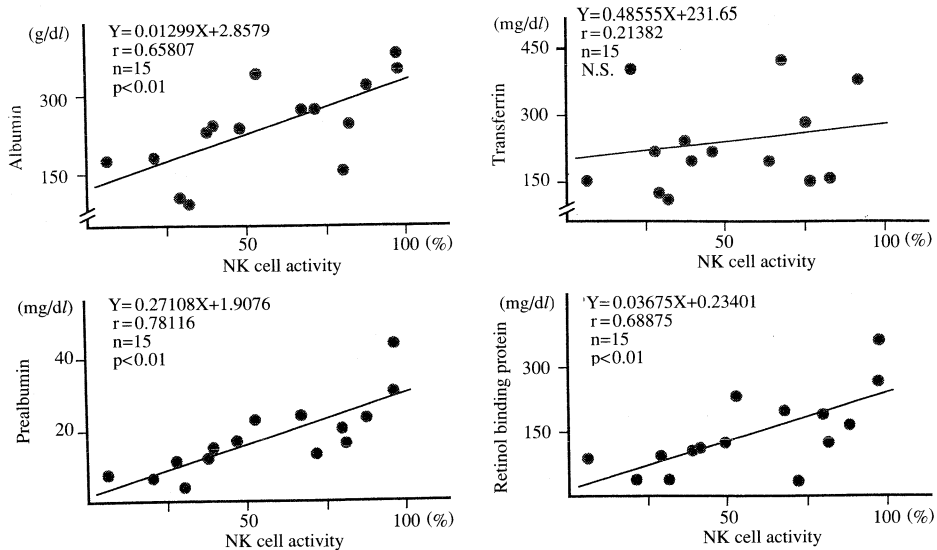 (g/dl)
Y=0.01299X+2.8579
r=0.65807
n=15
p<0.01
Albumin
300
150
50
100 (%)
NK cell activity
(mg/dl)
Y=0.48555X+231.65
r=0.21382
n=15
N.S.
Transferrin
450
300
150
50
100 (%)
NK cell activity
(mg/dl)
Y=0.27108X+1.9076
r=0.78116
n=15
p<0.01
Prealbumin
40
20
50
100 (%)
NK cell activity
(mg/dl)
Y=0.03675X+0.23401
r=0.68875
n=15
p<0.01
Retinol binding protein
300
150
50
100 (%)
NK cell activity